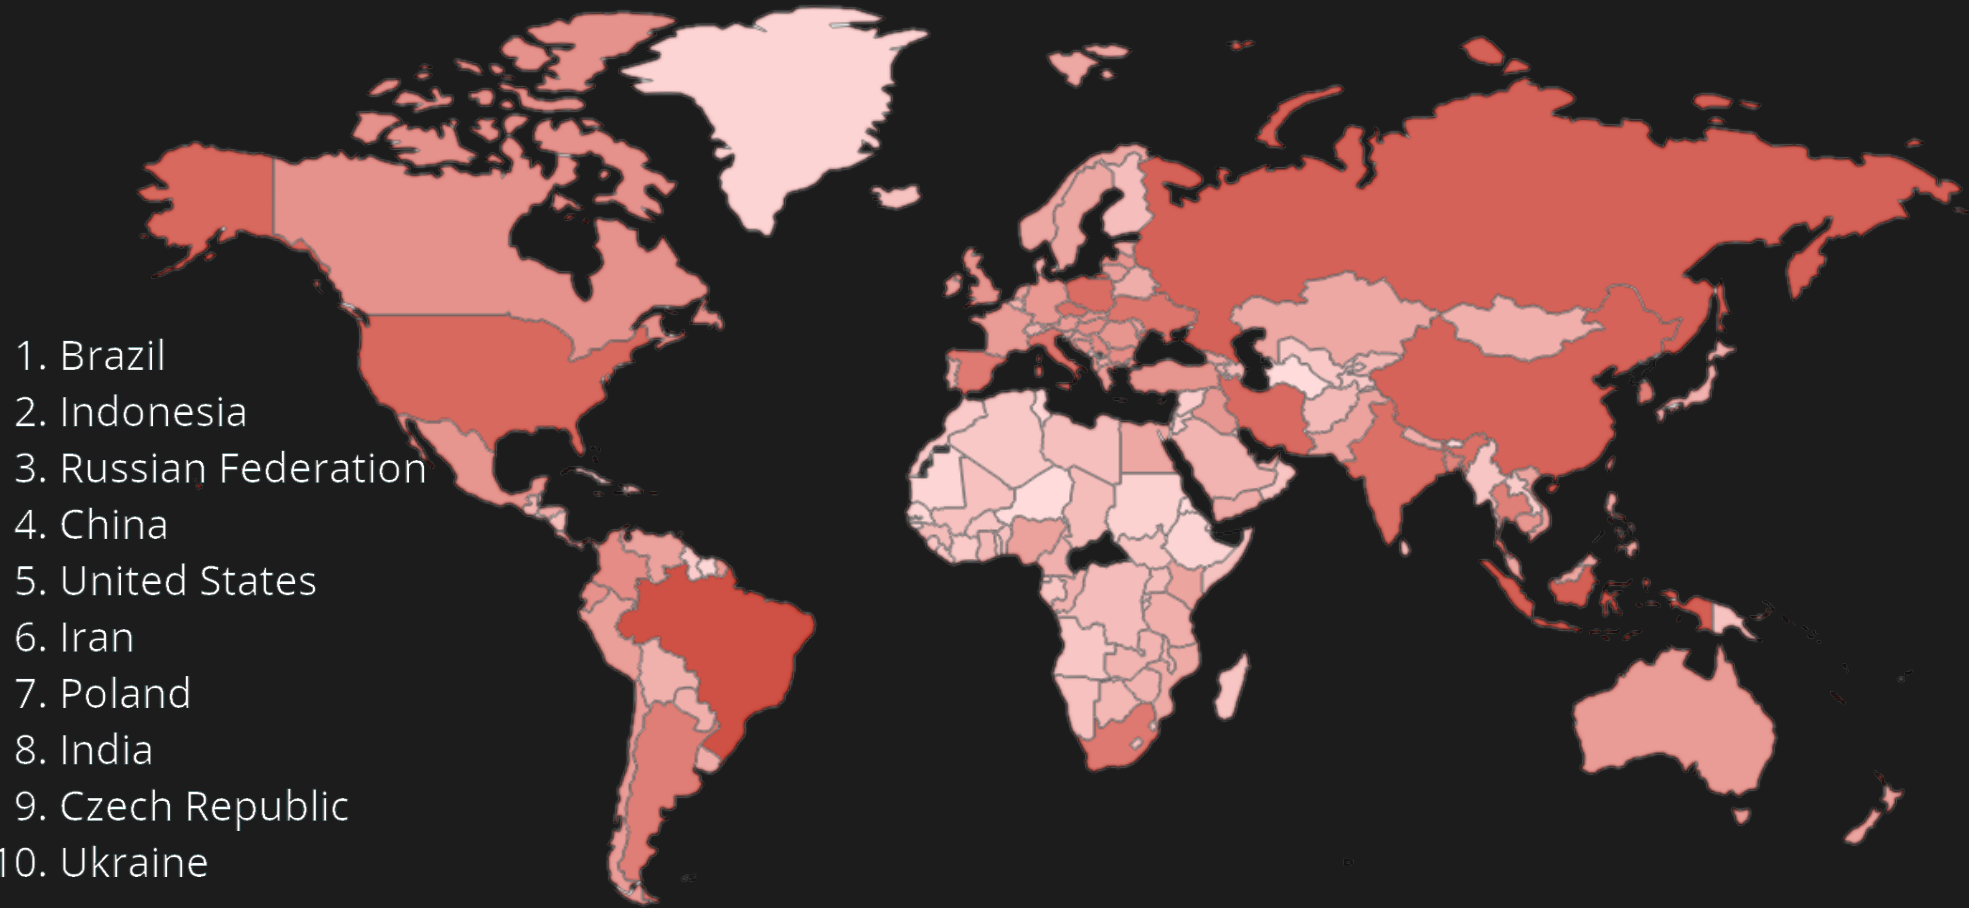 1. Brazil
2. Indonesia
3. Russian Federation
4. China
5. United States
6. Iran
7. Poland
8. India
9. Czech Republic
10. Ukraine